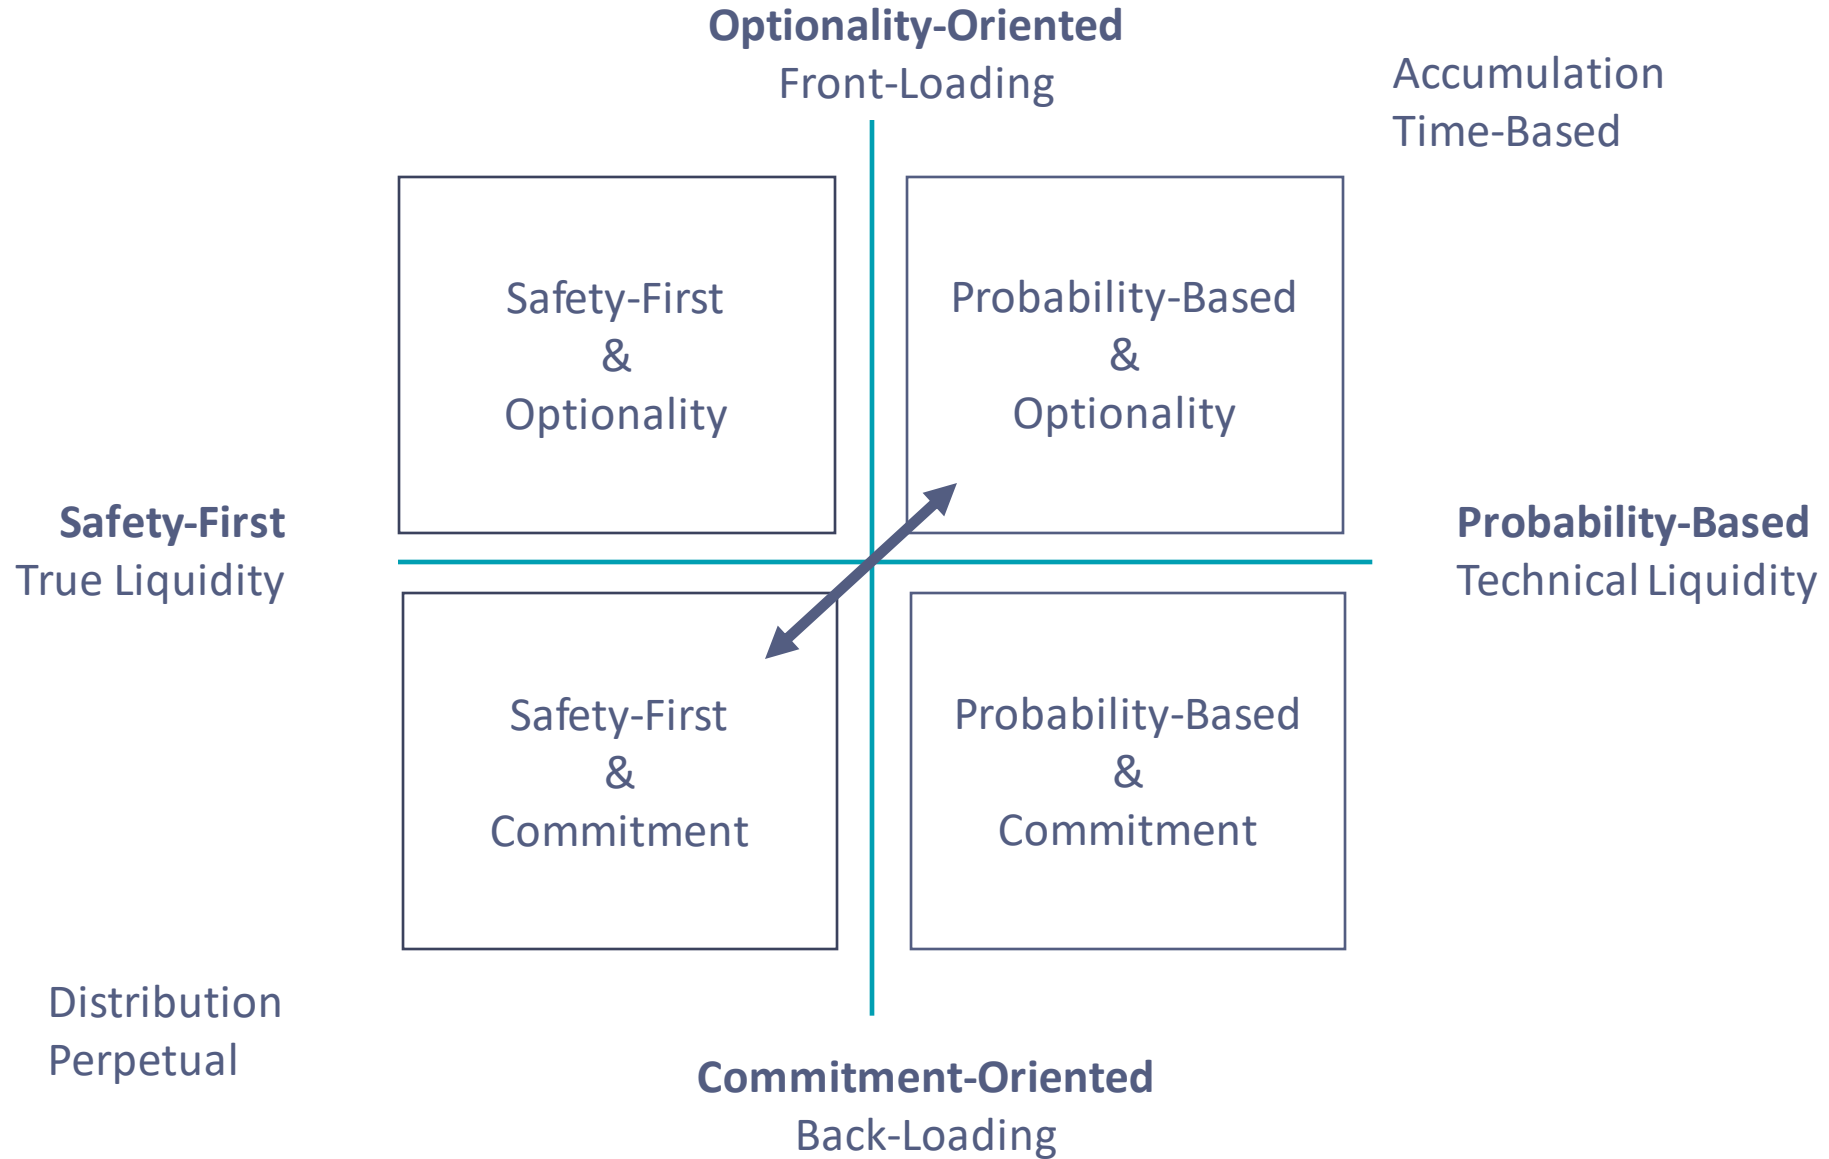 Optionality-Oriented
Front-Loading
Accumulation
Time-Based
Safety-First
&
Optionality
Probability-Based
&
Optionality
Safety-First
True Liquidity
Probability-Based
Technical Liquidity
Safety-First
&
Commitment
Probability-Based
&
Commitment
Distribution
Perpetual
Commitment-Oriented
Back-Loading